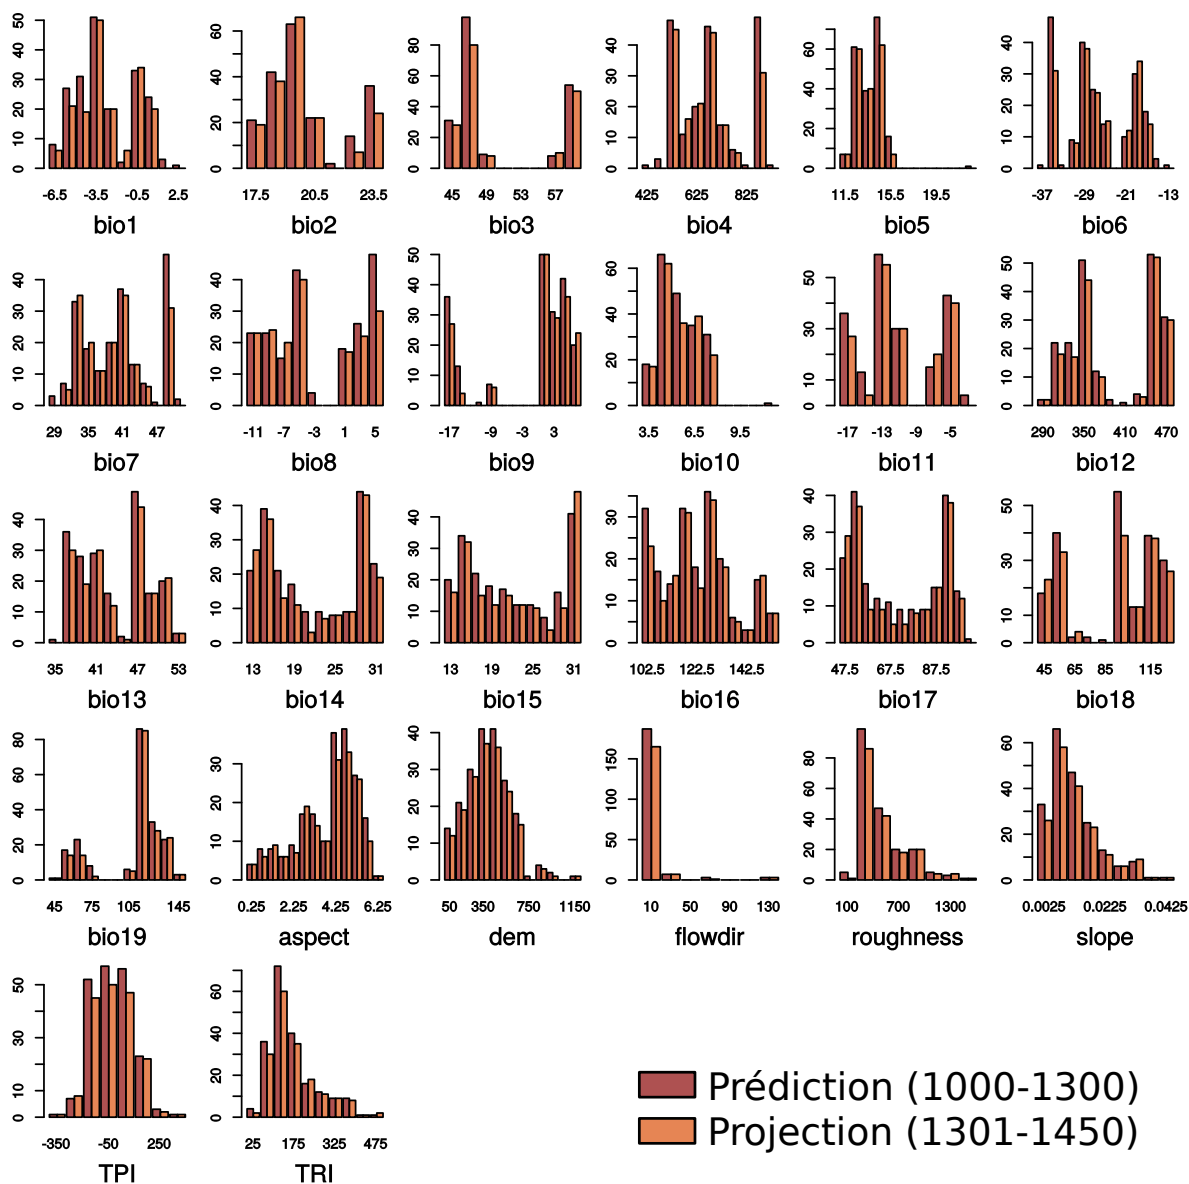 50 40 30 20 10 0
-6.5 -3.5 -0.5 2.5
bio1
60 40 20 0
17.5 20.5 23.5
bio2
80 60 40 20 0
45 49 53 57
bio3
40 30 20 10 0
425 625 825
bio4
60 40 20 0
11.5 15.5 19.5
bio5
40 30 20 10 0
-37 -29 -21 -13
bio6
40 30 20 10 0
29 35 41 47
bio7
40 30 20 10 0
-11 -7 -3 1 5
bio8
50 40 30 20 10 0
-17 -9 -3 3
bio9
60 40 20 0
3.5 6.5 9.5
bio10
50 30 10 0
-17 -13 -9 -5
bio11
50 40 30 20 10 0
290 350 410 470
bio12
40 30 20 10 0
35 41 47 53
bio13
40 30 20 10 0
13 19 25 31
bio14
40 30 20 10 0
13 19 25 31
bio15
30 20 10 0
102.5 122.5 142.5
bio16
40 30 20 10 0
47.5 67.5 87.5
bio17
50 30 10 0
45 65 85 115
bio18
80 60 40 20 0
45 75 105 145
bio19
30 20 10 0
0.25 2.25 4.25 6.25
aspect
40 30 20 10 0
50 350 750 1150
dem
150 100 50 0
10 50 90 130
flowdir
80 60 40 20 0
100 700 1300
roughness
60 40 20 0
0.0025 0.0225 0.0425
slope
50 30 10 0
-350 -50 250
TPI
60 40 20 0
25 175 325 475
TRI
Prédiction (1000-1300)
Projection (1301-1450)